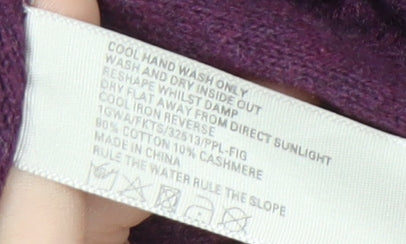 COOL HAND WASH ONLY
WASH AND DRY INSIDE OUT
RESHAPE WHILST DAMP
DRY FLAT AWAY FROM DIRECT SUNLIGHT
COOL IRON REVERSE
TGWA/FKTS/32513/PPL-FIG
90% COTTON 10% CASHMERE
MADE IN CHINA
RULE THE WATER RULE THE SLOPE